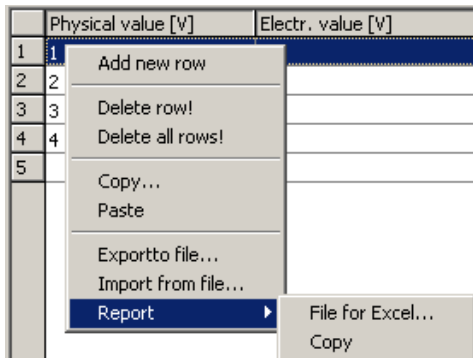 Physical value [V] Electr. value [V]
1 1
2 2
3 3
4 4
5
Add new row
Delete row!
Delete all rows!
Copy...
Paste
Exportto file...
Import from file...
Report
File for Excel...
Copy